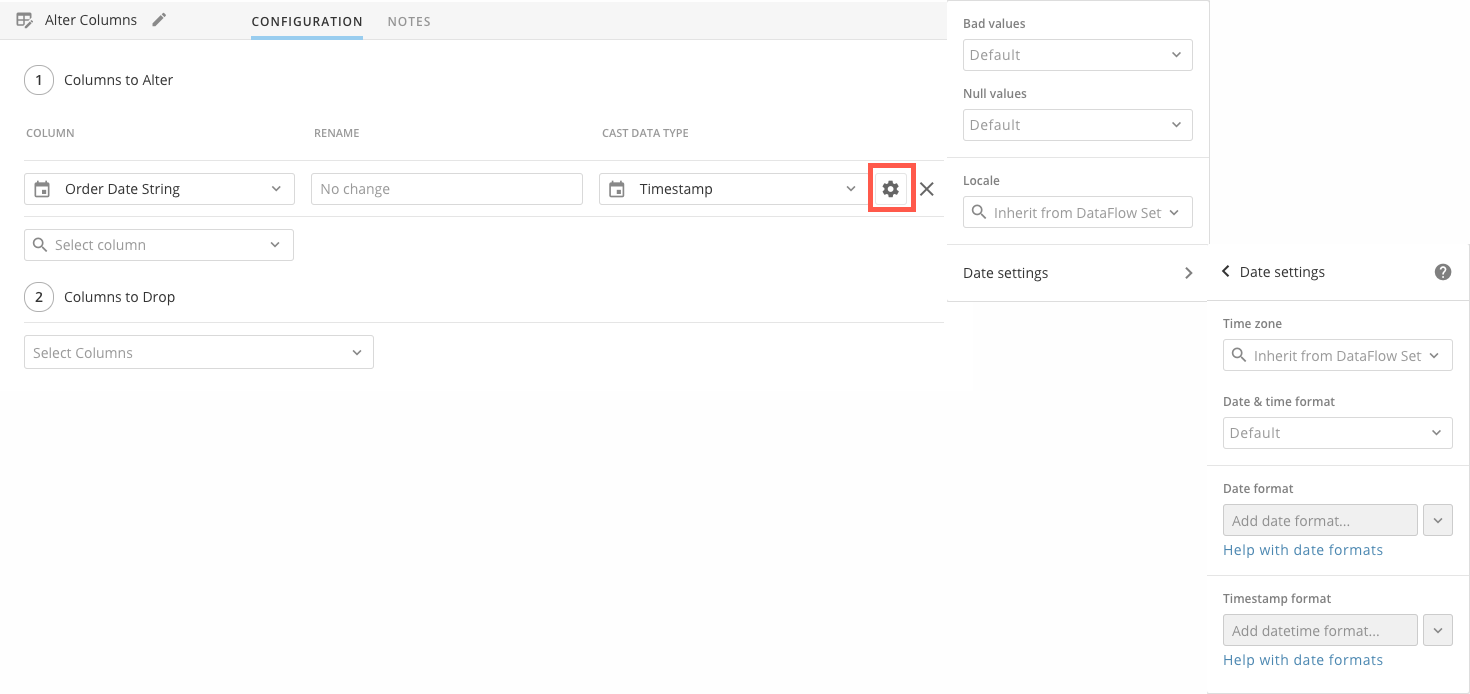 Alter Columns
CONFIGURATION
NOTES
1 Columns to Alter
COLUMN
RENAME
CAST DATA TYPE
Order Date String
No change
Timestamp
Select column
2 Columns to Drop
Select Columns
Bad values
Default
Null values
Default
Locale
Inherit from DataFlow Set
Date settings
Date settings
?
Time zone
Inherit from DataFlow Set
Date & time format
Default
Date format
Add date format...
Help with date formats
Timestamp format
Add datetime format...
Help with date formats